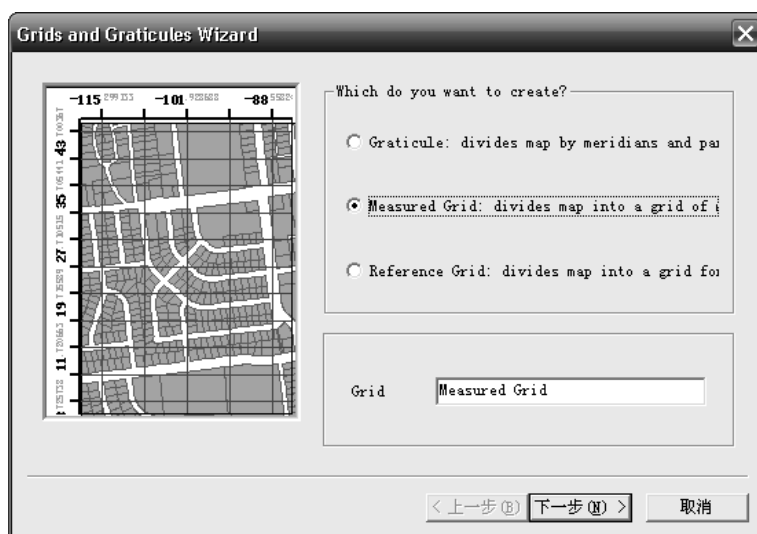 Grids and Graticules Wizard
-115 -101 -88
43
35
27
19
11
Which do you want to create?
Graticule: divides map by meridians and pa
Measured Grid: divides map into a grid of
Reference Grid: divides map into a grid fo
Grid Measured Grid
< 上一步(B) 下一步(N) > 取消